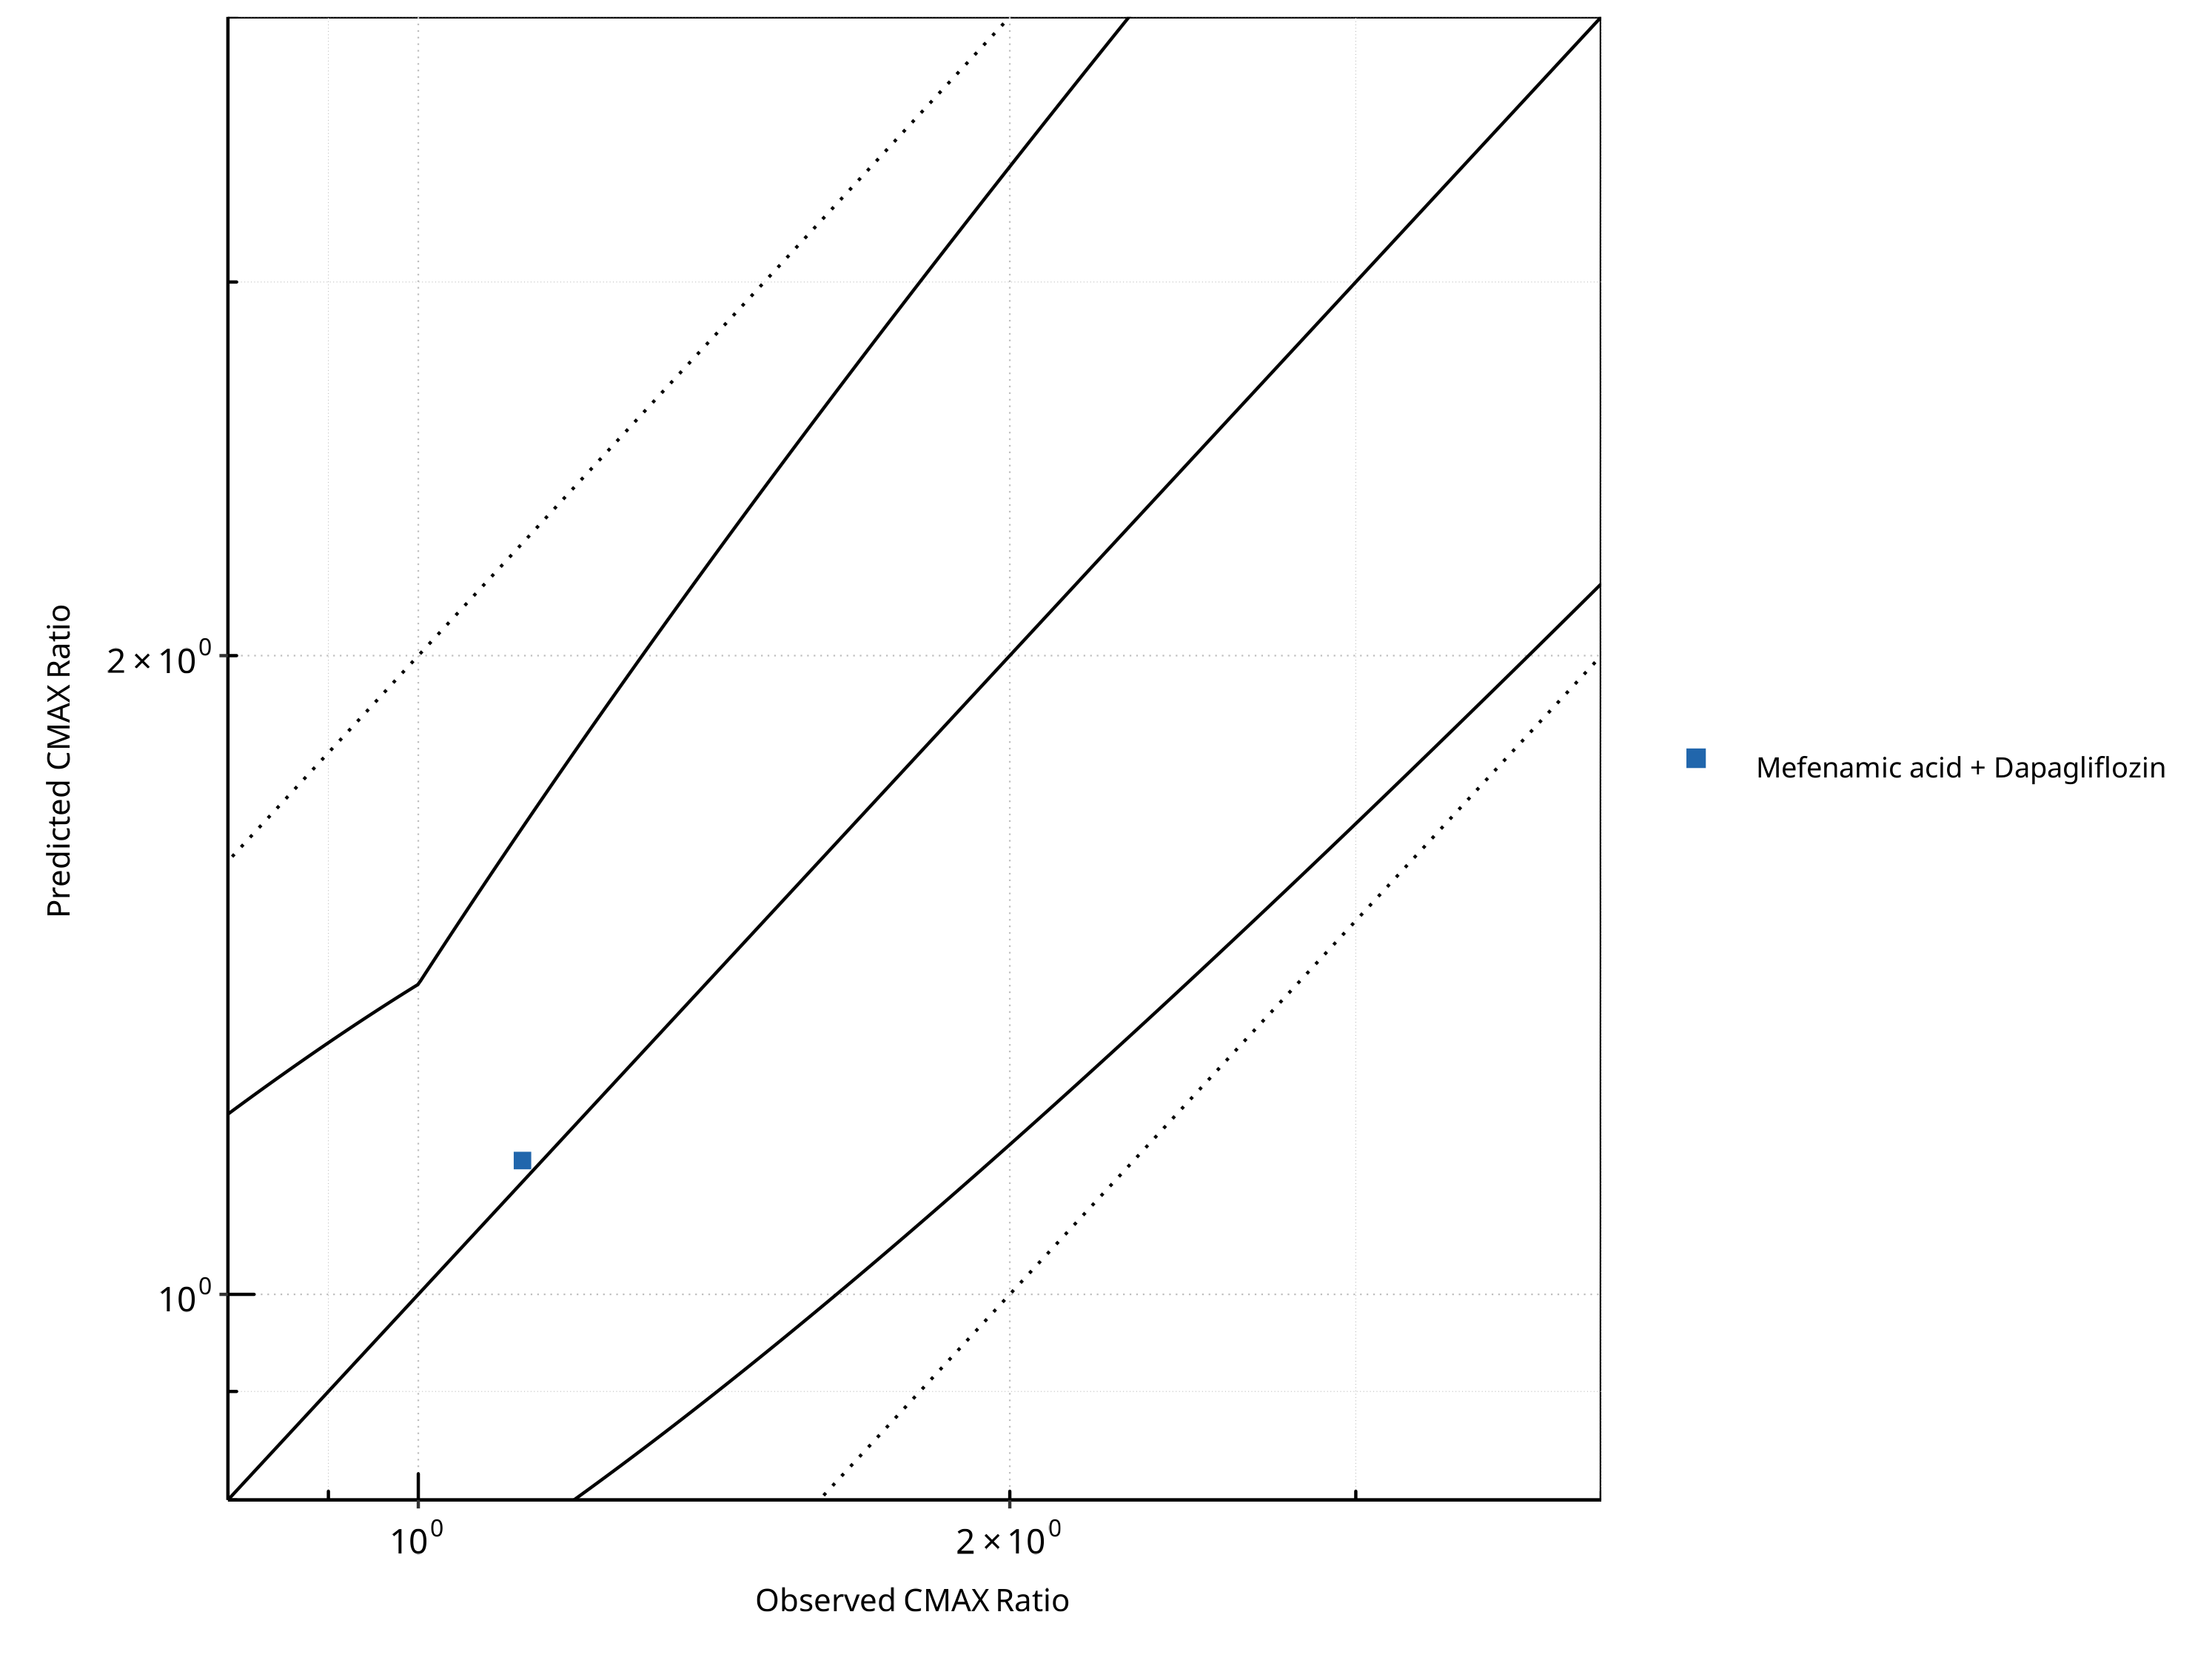 Predicted CMAX Ratio
2 × 10⁰
10⁰
10⁰
2 × 10⁰
Observed CMAX Ratio
Mefenamic acid + Dapagliflozin